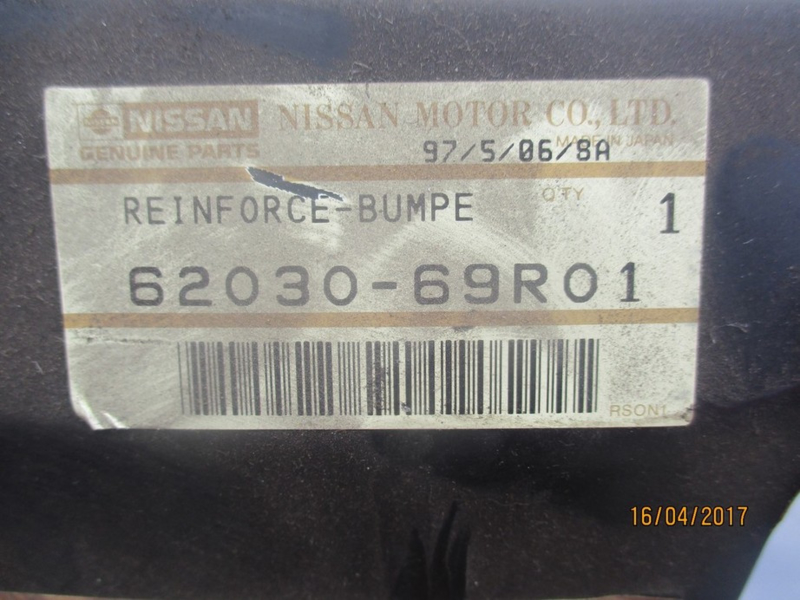 NISSAN NISSAN MOTOR CO., LTD.
GENUINE PARTS MADE IN JAPAN
97/5/06/8A
QTY
REINFORCE-BUMPE 1
62030-69R01
RSON1
16/04/2017